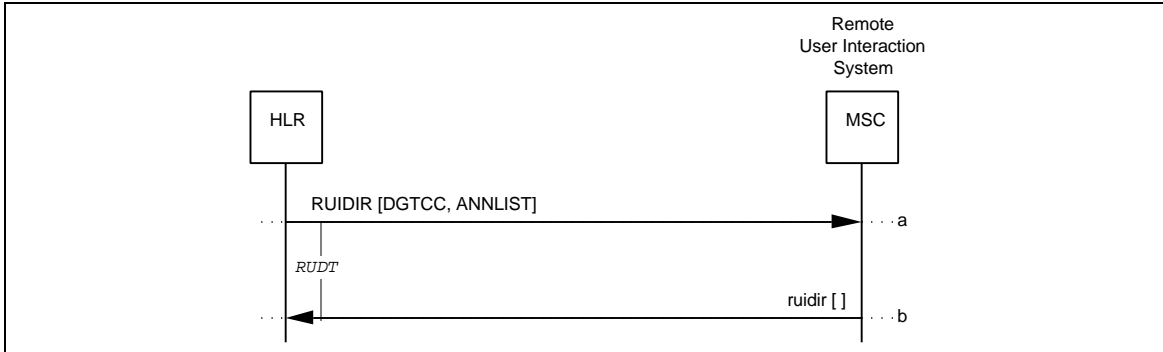 Remote
User Interaction
System
HLR
MSC
RUIDIR [DGTCC, ANNLIST]
a
RUDT
ruidir [ ]
b